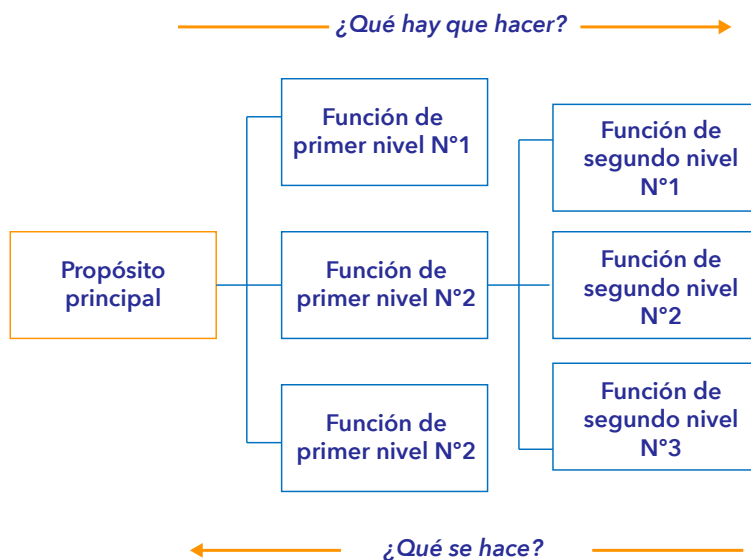 ¿Qué hay que hacer?
Función de
primer nivel N°1
Función de
segundo nivel
N°1
Propósito
principal
Función de
primer nivel N°2
Función de
segundo nivel
N°2
Función de
primer nivel N°2
Función de
segundo nivel
N°3
¿Qué se hace?